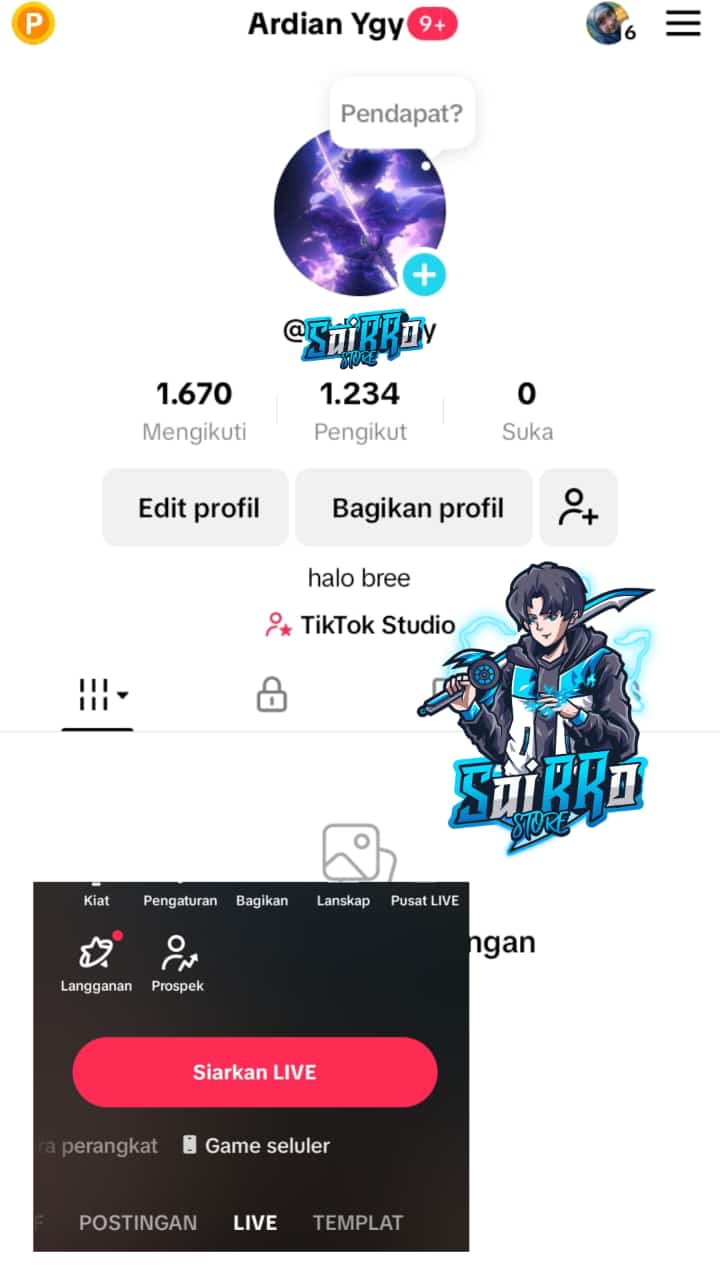 P
Ardian Ygy 9+
6
Pendapat?
@SaiRRo y
STORE
1.670 1.234 0
Mengikuti Pengikut Suka
Edit profil Bagikan profil
halo bree
TikTok Studio
SaiRRo
STORE
Kiat Pengaturan Bagikan Lanskap Pusat LIVE
ngan
Langganan Prospek
Siarkan LIVE
ra perangkat Game seluler
POSTINGAN LIVE TEMPLAT